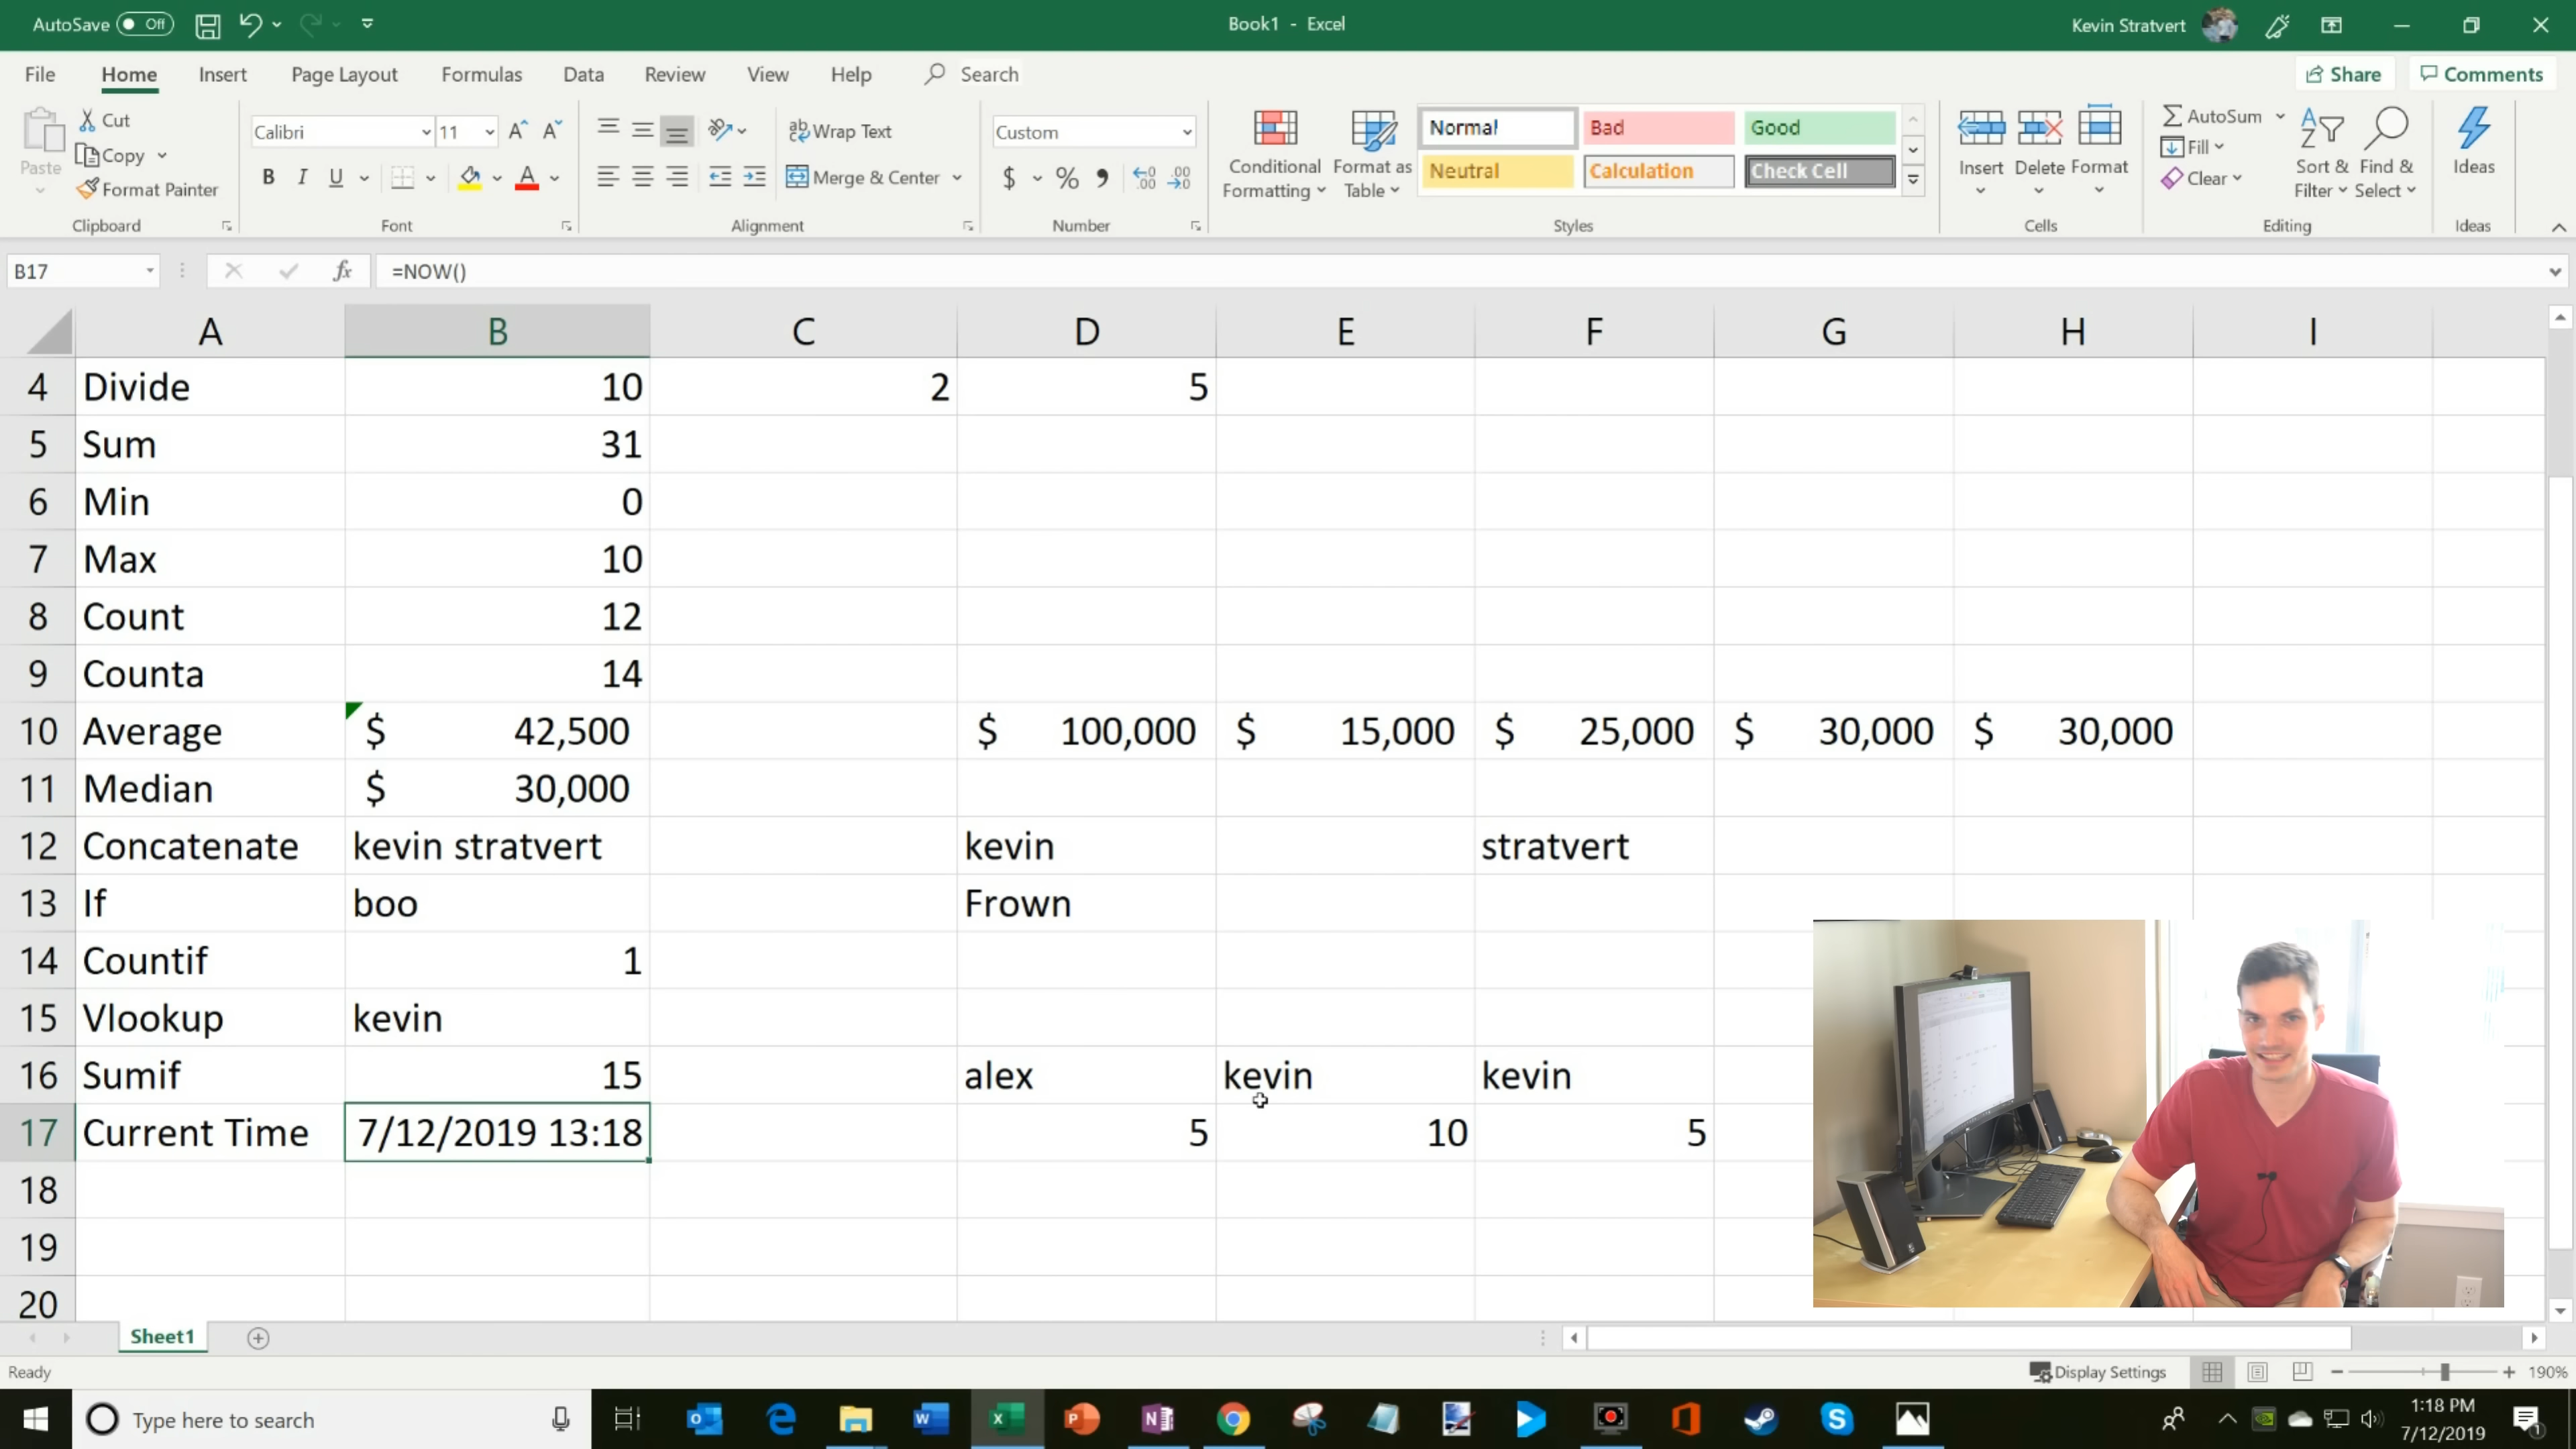 AutoSave Off Book1 - Excel Kevin Stratvert
File Home Insert Page Layout Formulas Data Review View Help Search Share Comments
Paste Cut Copy Format Painter
Clipboard
Calibri 11
B I U
Font
Wrap Text
Merge & Center
Alignment
Custom
$ %
Number
Conditional Formatting
Format as Table
Normal Bad Good
Neutral Calculation Check Cell
Styles
Insert Delete Format
Cells
AutoSum
Fill
Clear
Sort & Filter
Find & Select
Editing
Ideas
Ideas
B17 fx =NOW()
A B C D E F G H I
4 Divide 10 2 5
5 Sum 31
6 Min 0
7 Max 10
8 Count 12
9 Counta 14
10 Average $ 42,500 $ 100,000 $ 15,000 $ 25,000 $ 30,000 $ 30,000
11 Median $ 30,000
12 Concatenate kevin stratvert kevin stratvert
13 If boo Frown
14 Countif 1
15 Vlookup kevin
16 Sumif 15 alex kevin kevin
17 Current Time 7/12/2019 13:18 5 10 5
18
19
20
Sheet1
Ready Display Settings 190%
Type here to search
1:18 PM
7/12/2019